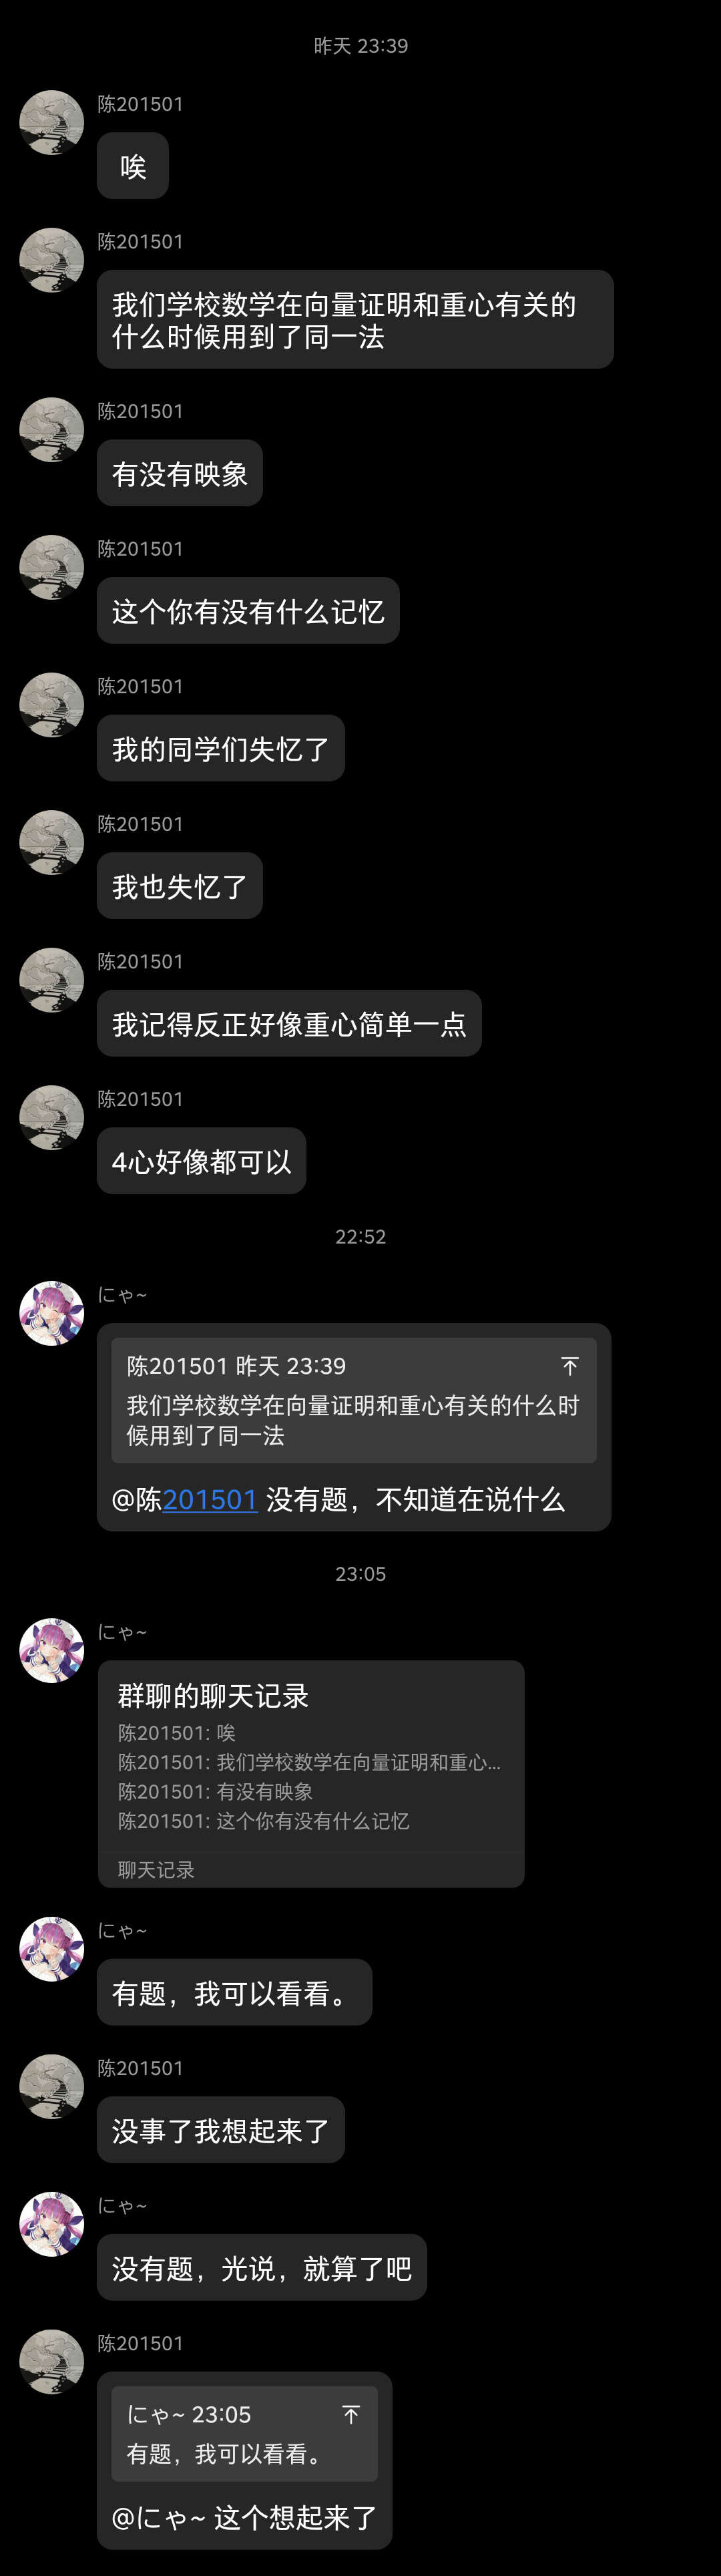 昨天 23:39
陈201501
唉
陈201501
我们学校数学在向量证明和重心有关的
什么时候用到了同一法
陈201501
有没有映象
陈201501
这个你有没有什么记忆
陈201501
我的同学们失忆了
陈201501
我也失忆了
陈201501
我记得反正好像重心简单一点
陈201501
4心好像都可以
22:52
にゃ~
陈201501 昨天 23:39
我们学校数学在向量证明和重心有关的什么时
候用到了同一法
@陈201501 没有题，不知道在说什么
23:05
にゃ~
群聊的聊天记录
陈201501: 唉
陈201501: 我们学校数学在向量证明和重心...
陈201501: 有没有映象
陈201501: 这个你有没有什么记忆
聊天记录
にゃ~
有题，我可以看看。
陈201501
没事了我想起来了
にゃ~
没有题，光说，就算了吧
陈201501
にゃ~ 23:05
有题，我可以看看。
@にゃ~ 这个想起来了